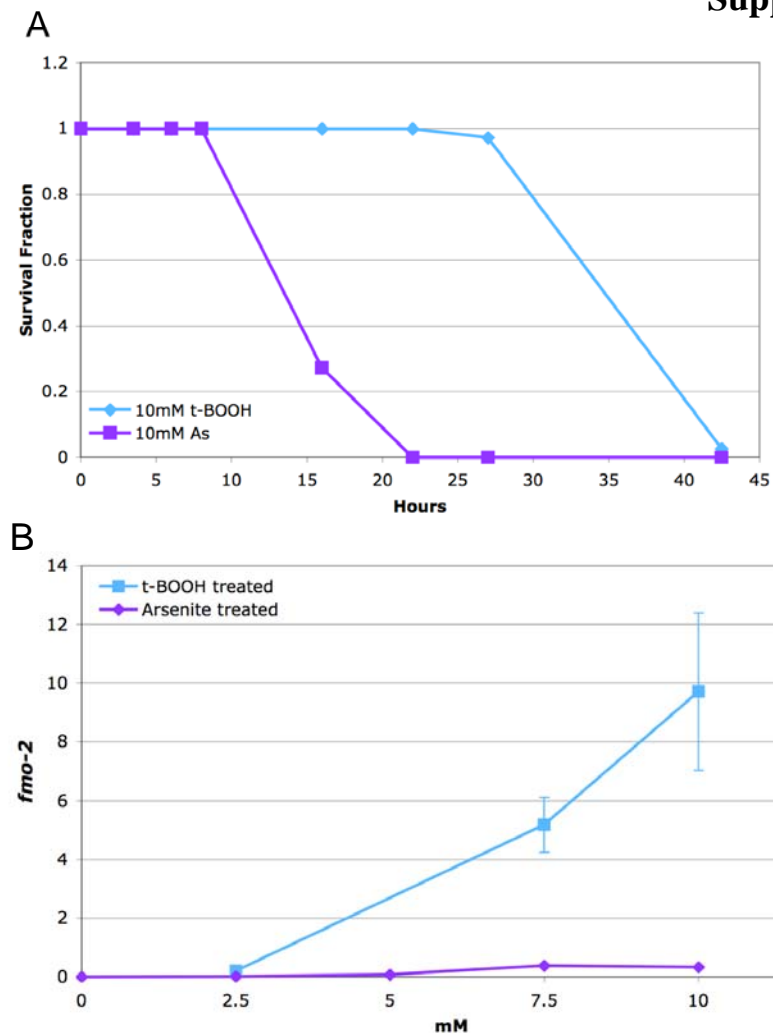 Supp
A
1.2
1
0.8
0.6
0.4
0.2
0
Survival Fraction
10mM t-BOOH
10mM As
0 5 10 15 20 25 30 35 40 45
Hours
B
14
12
10
8
6
4
2
0
fmo-2
t-BOOH treated
Arsenite treated
0 2.5 5 7.5 10
mM